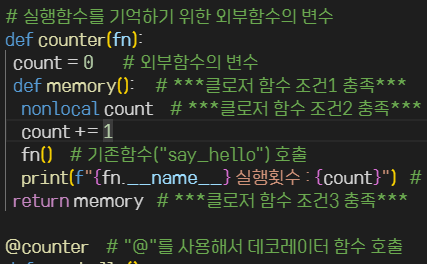 # 실행함수를 기억하기 위한 외부함수의 변수
def counter(fn):
count = 0 # 외부함수의 변수
def memory(): # ***클로저 함수 조건1 충족***
nonlocal count # ***클로저 함수 조건2 충족***
count += 1
fn() # 기존함수("say_hello") 호출
print(f"{fn.__name__} 실행횟수 : {count}") #
return memory # ***클로저 함수 조건3 충족***
@counter # "@"를 사용해서 데코레이터 함수 호출